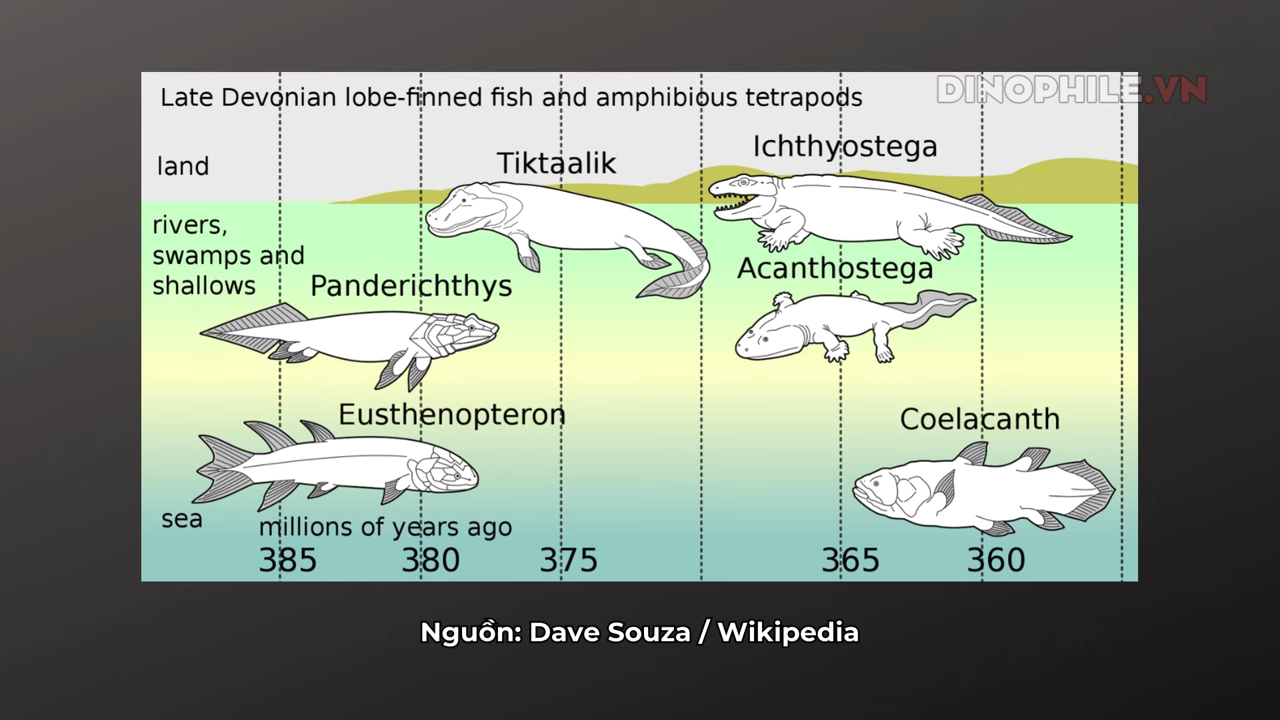 DINOPHILE.VN
Late Devonian lobe-finned fish and amphibious tetrapods
land
Tiktaalik
Ichthyostega
rivers,
swamps and
shallows
Panderichthys
Acanthostega
Eusthenopteron
Coelacanth
sea
millions of years ago
385 380 375 365 360
Nguồn: Dave Souza / Wikipedia